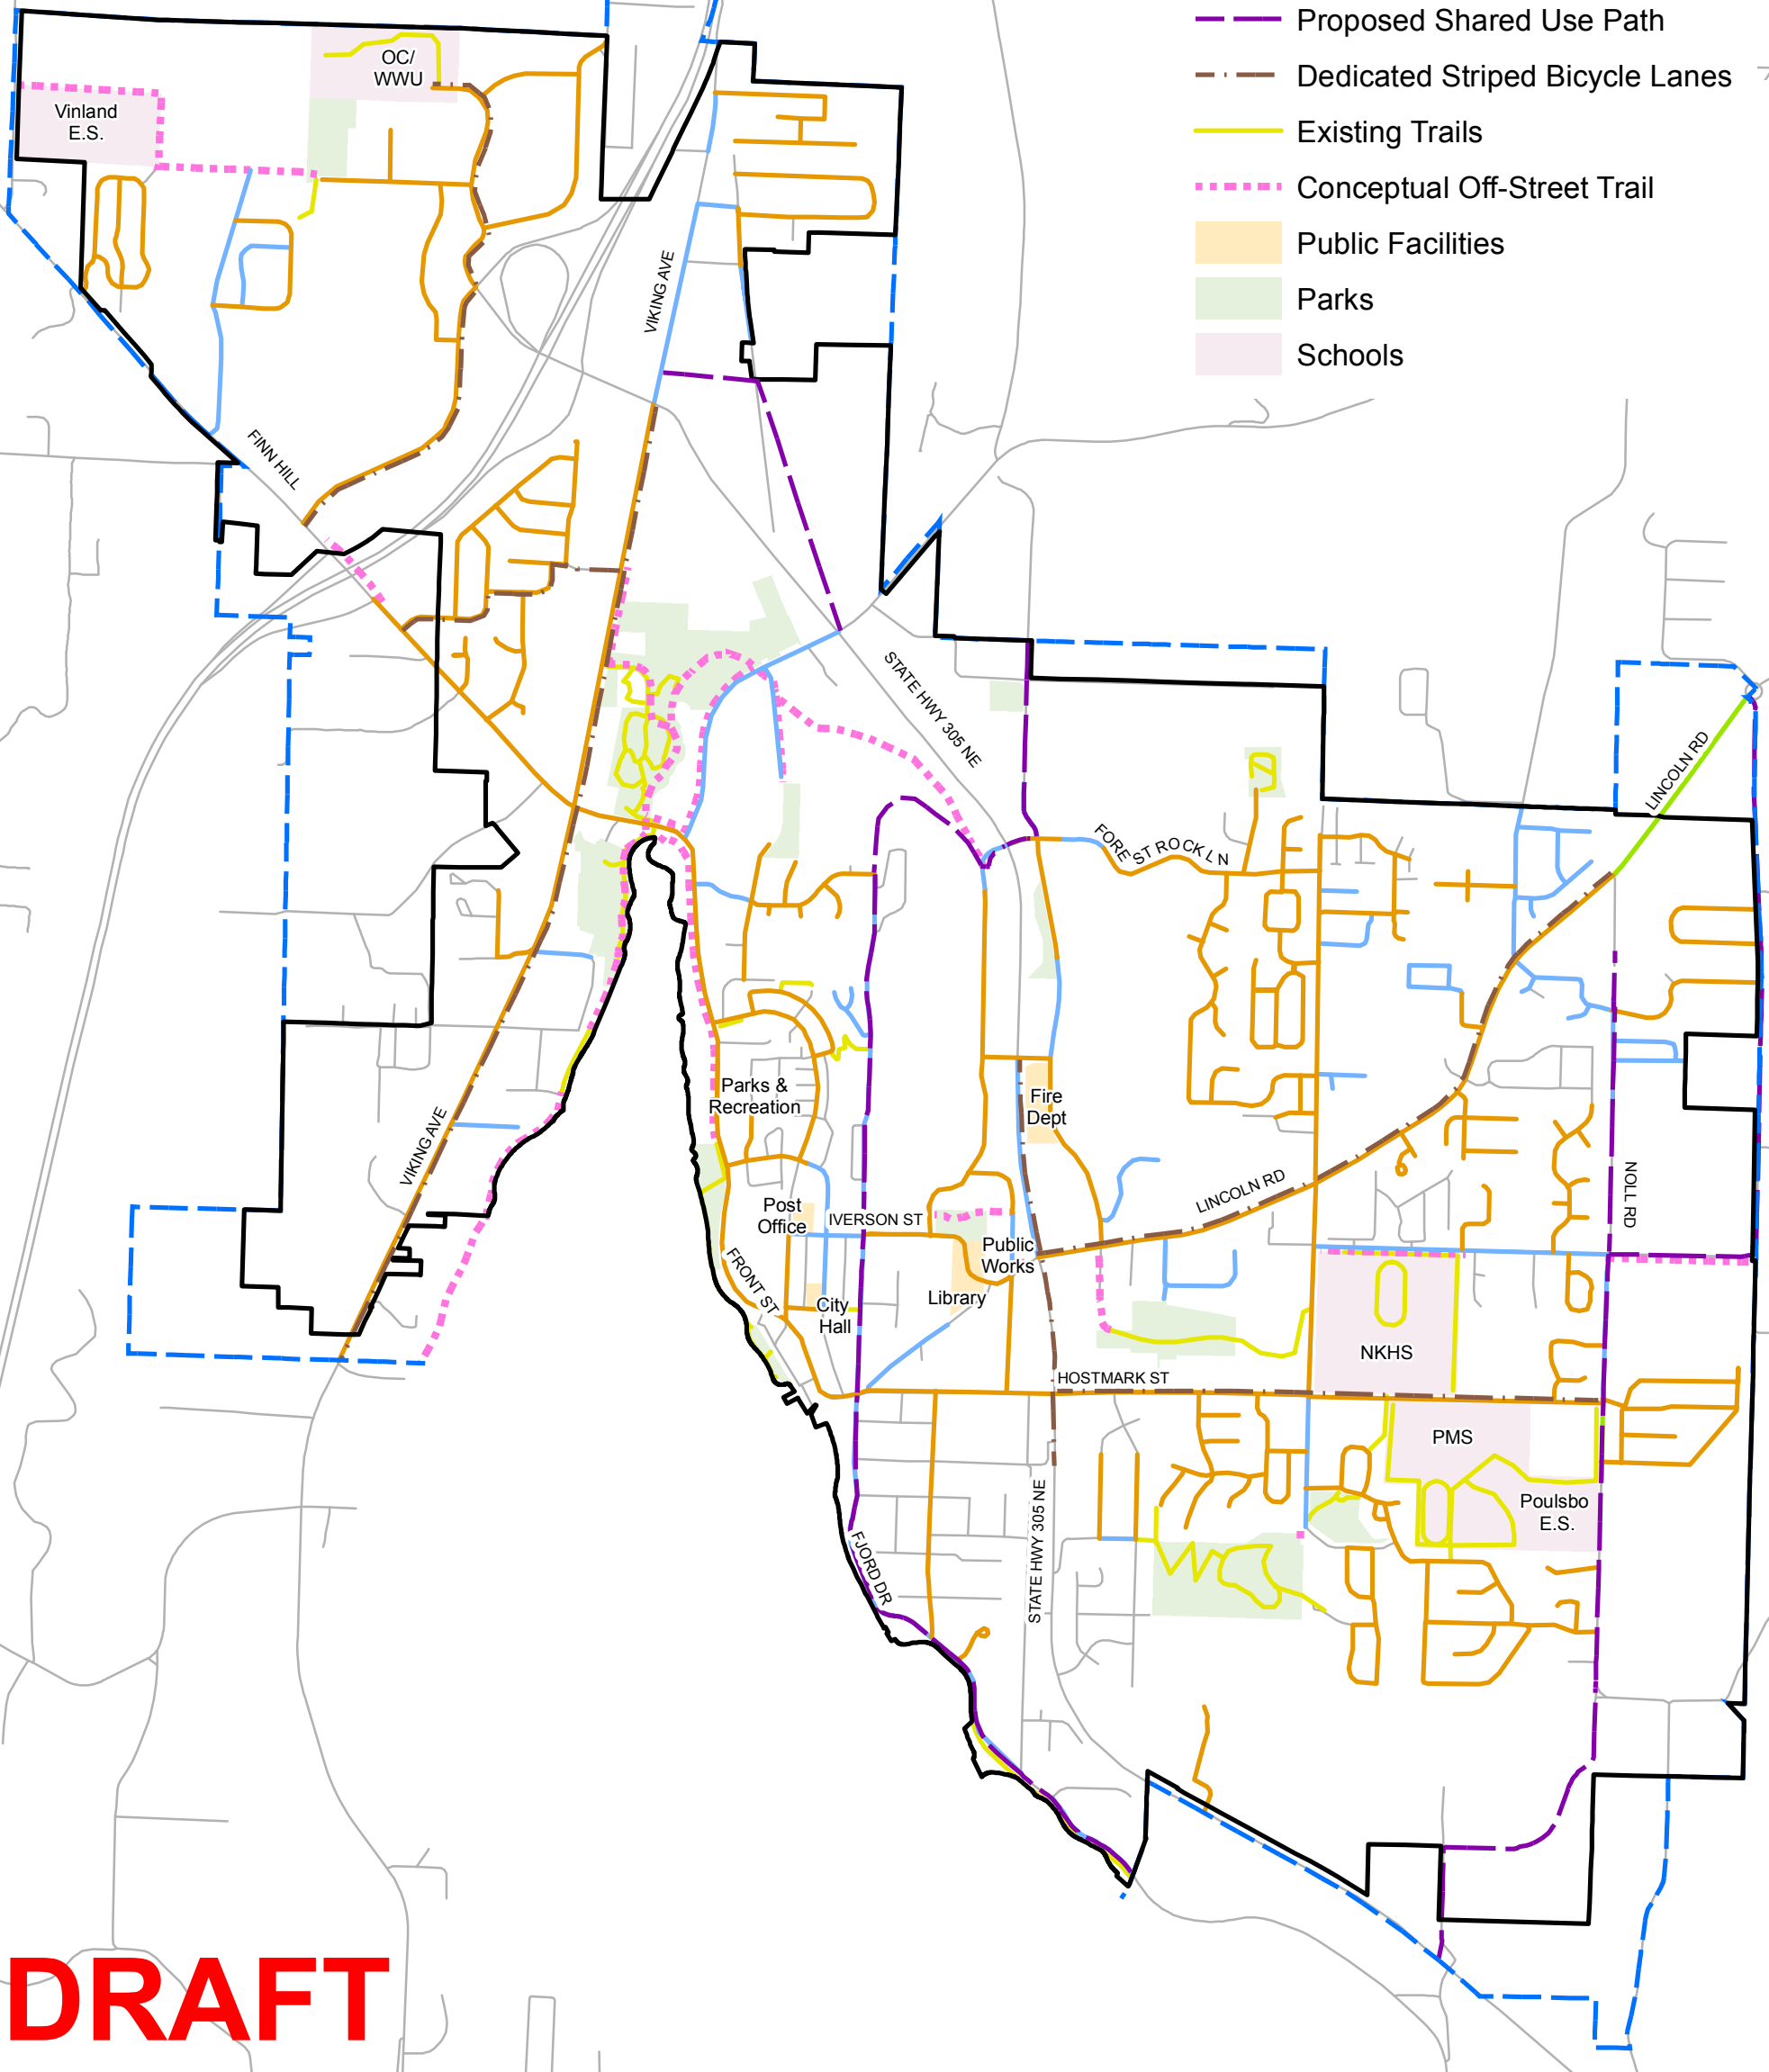 Proposed Shared Use Path
Dedicated Striped Bicycle Lanes
Existing Trails
Conceptual Off-Street Trail
Public Facilities
Parks
Schools
OC/
WWU
Vinland
E.S.
VIKING AVE
FINN HILL
STATE HWY 305 NE
LINCOLN RD
FOREST ROCK LN
Parks &
Recreation
Fire
Dept
VIKING AVE
NOLL RD
LINCOLN RD
Post
Office
IVERSON ST
Public
Works
FRONT ST
Library
City
Hall
NKHS
HOSTMARK ST
PMS
Poulsbo
E.S.
STATE HWY 305 NE
FJORD DR
DRAFT